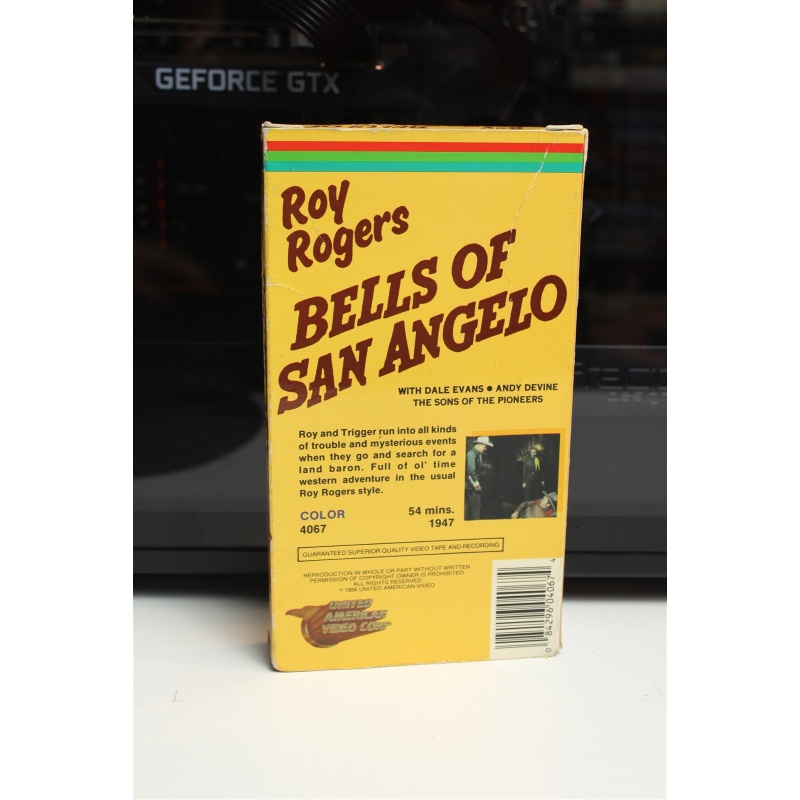 GEFORCE GTX
Roy
Rogers
BELLS OF
SAN ANGELO
WITH DALE EVANS ● ANDY DEVINE
THE SONS OF THE PIONEERS
Roy and Trigger run into all kinds
of trouble and mysterious events
when they go and search for a
land baron. Full of ol' time
western adventure in the usual
Roy Rogers style.
COLOR
4067
54 mins.
1947
GUARANTEED SUPERIOR QUALITY VIDEO TAPE AND RECORDING
REPRODUCTION IN WHOLE OR PART WITHOUT WRITTEN
PERMISSION OF COPYRIGHT OWNER IS PROHIBITED
ALL RIGHTS RESERVED
© 1986 UNITED AMERICAN VIDEO
UNITED
AMERICAN
VIDEO CORP
0 84296 04067 4